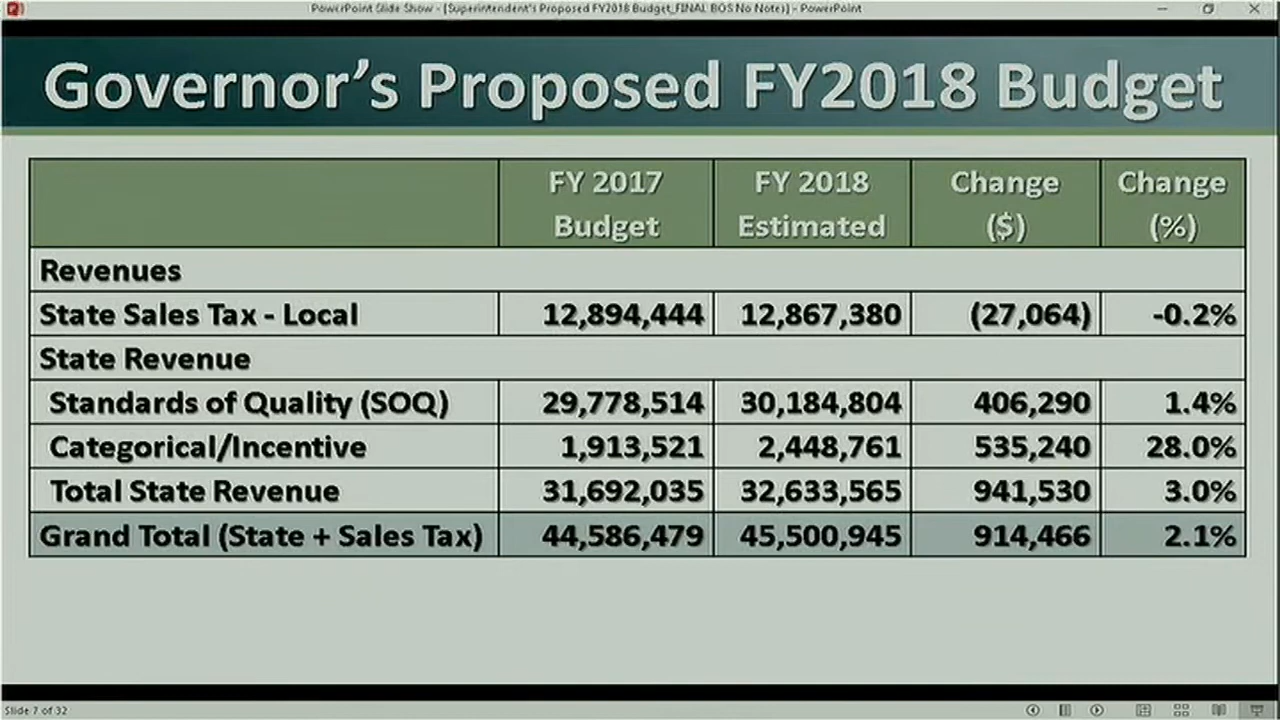 PowerPoint Slide Show - [Superintendent's Proposed FY2018 Budget_FINAL BOS No Notes] - PowerPoint
Governor's Proposed FY2018 Budget
FY 2017 Budget FY 2018 Estimated Change ($) Change (%)
Revenues
State Sales Tax - Local 12,894,444 12,867,380 (27,064) -0.2%
State Revenue
Standards of Quality (SOQ) 29,778,514 30,184,804 406,290 1.4%
Categorical/Incentive 1,913,521 2,448,761 535,240 28.0%
Total State Revenue 31,692,035 32,633,565 941,530 3.0%
Grand Total (State + Sales Tax) 44,586,479 45,500,945 914,466 2.1%
Slide 7 of 32